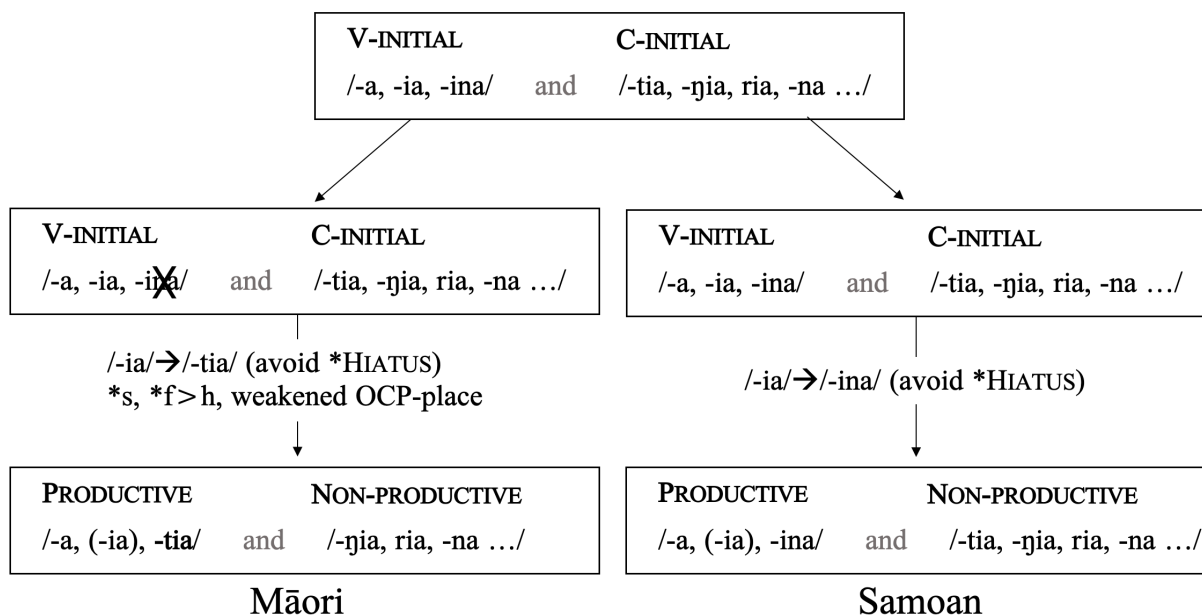 V-INITIAL C-INITIAL
/-a, -ia, -ina/ and /-tia, -ŋia, ria, -na …/
V-INITIAL C-INITIAL
/-a, -ia, -ina/ and /-tia, -ŋia, ria, -na …/
V-INITIAL C-INITIAL
/-a, -ia, -ina/ and /-tia, -ŋia, ria, -na …/
/-ia/→/-tia/ (avoid *HIATUS)
*s, *f > h, weakened OCP-place
/-ia/→/-ina/ (avoid *HIATUS)
PRODUCTIVE NON-PRODUCTIVE
/-a, (-ia), -tia/ and /-ŋia, ria, -na …/
PRODUCTIVE NON-PRODUCTIVE
/-a, (-ia), -ina/ and /-tia, -ŋia, ria, -na …/
Māori
Samoan